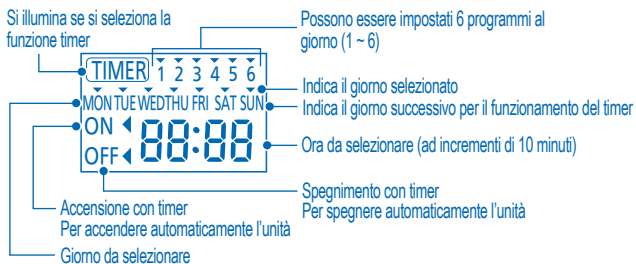 Si illumina se si seleziona la
funzione timer
Possono essere impostati 6 programmi al
giorno (1 ~ 6)
TIMER 1 2 3 4 5 6
Indica il giorno selezionato
MON TUE WED THU FRI SAT SUN
Indica il giorno successivo per il funzionamento del timer
ON 88:88
OFF
Ora da selezionare (ad incrementi di 10 minuti)
Spegnimento con timer
Per spegnere automaticamente l'unità
Accensione con timer
Per accendere automaticamente l'unità
Giorno da selezionare